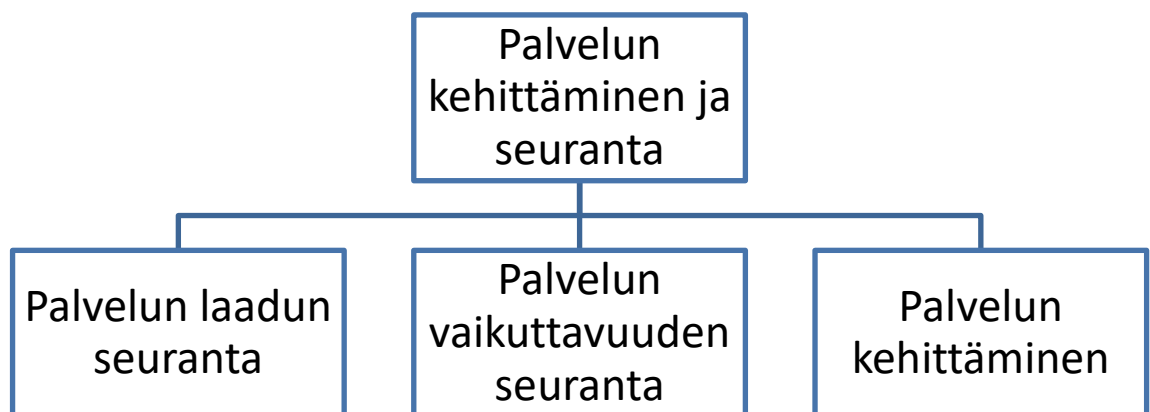 Palvelun
kehittäminen ja
seuranta
Palvelun laadun
seuranta
Palvelun
vaikuttavuuden
seuranta
Palvelun
kehittäminen